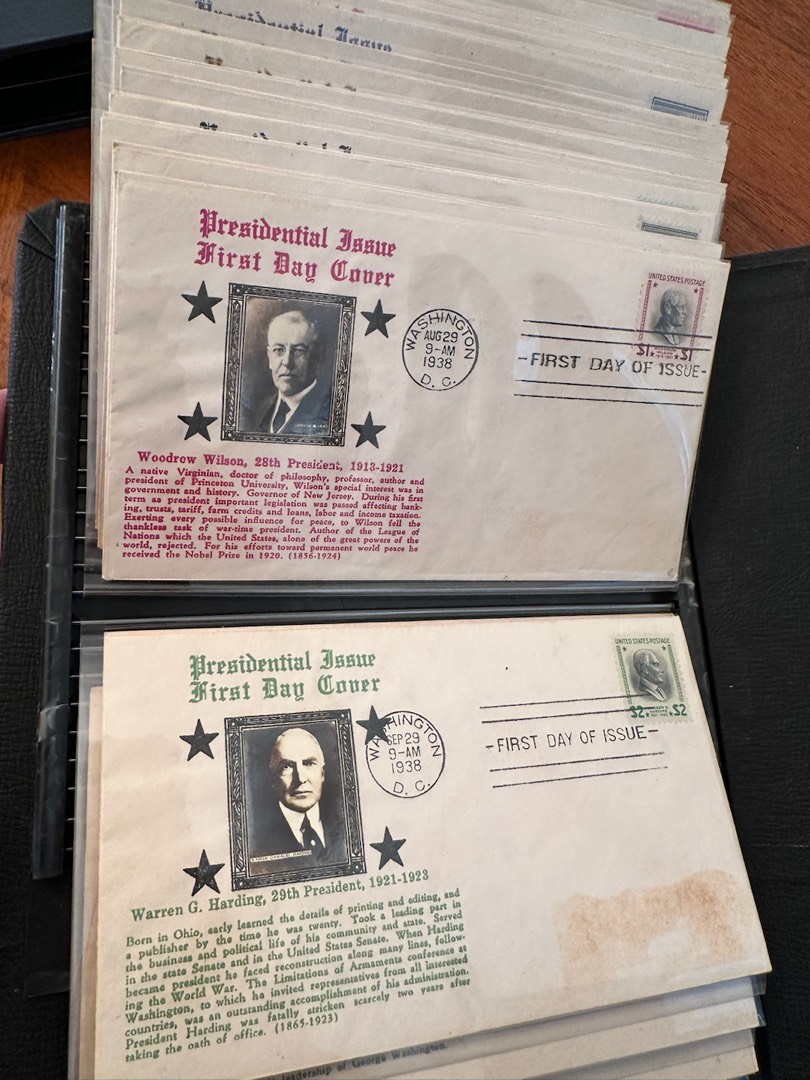 Presidential Issue
Presidential Issue
First Day Cover
UNITED STATES POSTAGE
$1 $1
WASHINGTON
AUG 29
9-AM
1938
D. C.
-FIRST DAY OF ISSUE-
Woodrow Wilson, 28th President, 1913-1921
A native Virginian, doctor of philosophy, professor, author and
president of Princeton University, Wilson's special interest was in
government and history. Governor of New Jersey. During his first
term as president important legislation was passed affecting bank-
ing, trusts, tariff, farm credits and loans, labor and income taxation.
Exerting every possible influence for peace, to Wilson fell the
thankless task of war-time president. Author of the League of
Nations which the United States, alone of the great powers of the
world, rejected. For his efforts toward permanent world peace he
received the Nobel Prize in 1920. (1856-1924)
Presidential Issue
First Day Cover
UNITED STATES POSTAGE
$2 $2
WASHINGTON
SEP 29
9-AM
1938
D. C.
-FIRST DAY OF ISSUE-
WARREN GAMALIEL HARDING
Warren G. Harding, 29th President, 1921-1923
Born in Ohio, early learned the details of printing and editing, and
a publisher by the time he was twenty. Took a leading part in
the business and political life of his community and state. Served
in the state Senate and in the United States Senate. When Harding
became president he faced reconstruction along many lines, follow-
ing the World War. The Limitations of Armaments conference at
Washington, to which he invited representatives from all interested
countries, was an outstanding accomplishment of his administration.
President Harding was fatally stricken scarcely two years after
taking the oath of office. (1865-1923)
leadership of George Washington.